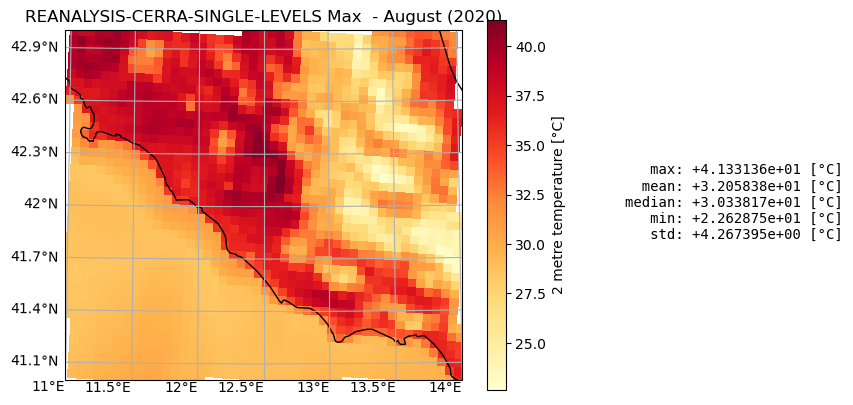 REANALYSIS-CERRA-SINGLE-LEVELS Max - August (2020)
42.9°N
42.6°N
42.3°N
42°N
41.7°N
41.4°N
41.1°N
11°E 11.5°E 12°E 12.5°E 13°E 13.5°E 14°E
40.0
37.5
35.0
32.5
30.0
27.5
25.0
2 metre temperature [°C]
max: +4.133136e+01 [°C]
mean: +3.205838e+01 [°C]
median: +3.033817e+01 [°C]
min: +2.262875e+01 [°C]
std: +4.267395e+00 [°C]